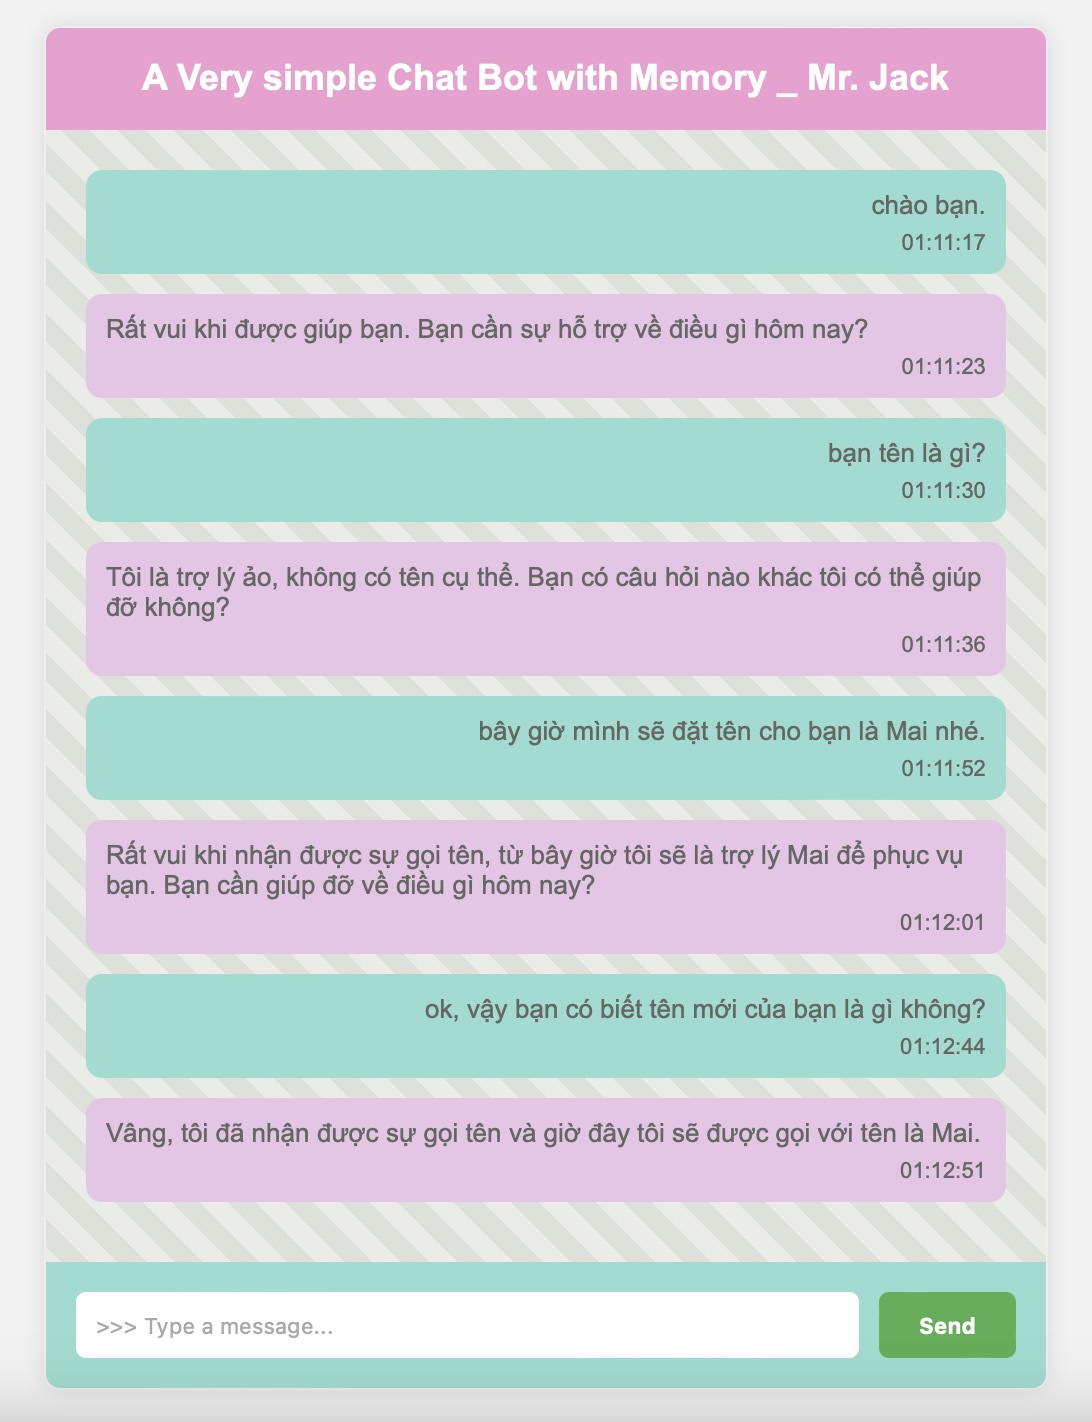 A Very simple Chat Bot with Memory _ Mr. Jack
chào bạn.
01:11:17
Rất vui khi được giúp bạn. Bạn cần sự hỗ trợ về điều gì hôm nay?
01:11:23
bạn tên là gì?
01:11:30
Tôi là trợ lý ảo, không có tên cụ thể. Bạn có câu hỏi nào khác tôi có thể giúp
đỡ không?
01:11:36
bây giờ mình sẽ đặt tên cho bạn là Mai nhé.
01:11:52
Rất vui khi nhận được sự gọi tên, từ bây giờ tôi sẽ là trợ lý Mai để phục vụ
bạn. Bạn cần giúp đỡ về điều gì hôm nay?
01:12:01
ok, vậy bạn có biết tên mới của bạn là gì không?
01:12:44
Vâng, tôi đã nhận được sự gọi tên và giờ đây tôi sẽ được gọi với tên là Mai.
01:12:51
>>> Type a message...
Send